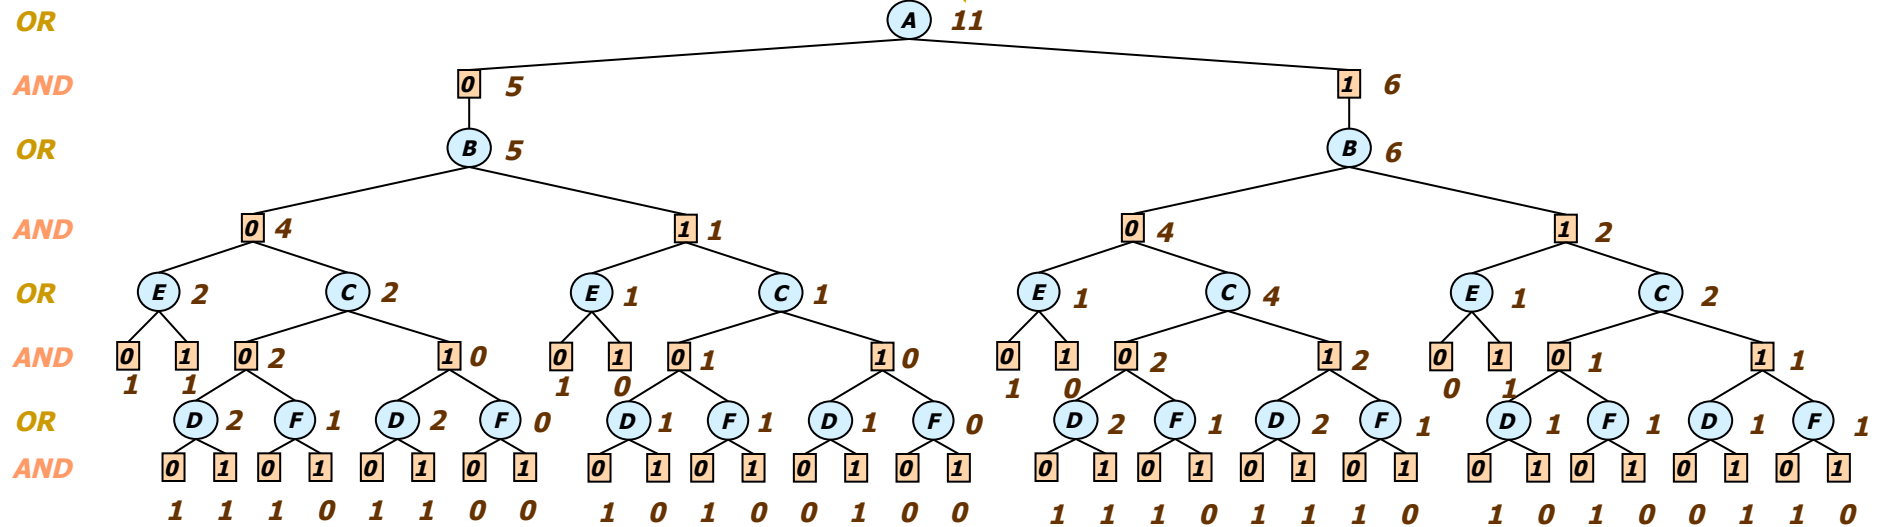 OR A 11
AND 0 5 1 6
OR B 5 B 6
AND 0 4 1 1 0 4 1 2
OR E 2 C 2 E 1 C 1 E 1 C 4 E 1 C 2
AND 0 1 0 2 1 0 0 1 0 1 1 0 0 1 0 2 1 2 0 1 0 1 1 1
1 1 1 0 1 0 0 1
OR D 2 F 1 D 2 F 0 D 1 F 1 D 1 F 0 D 2 F 1 D 2 F 1 D 1 F 1 D 1 F 1
AND 0 1 0 1 0 1 0 1 0 1 0 1 0 1 0 1 0 1 0 1 0 1 0 1 0 1 0 1 0 1 0 1
1 1 1 0 1 1 0 0 1 0 1 0 0 1 0 0 1 1 1 0 1 1 1 0 1 0 1 0 0 1 1 0